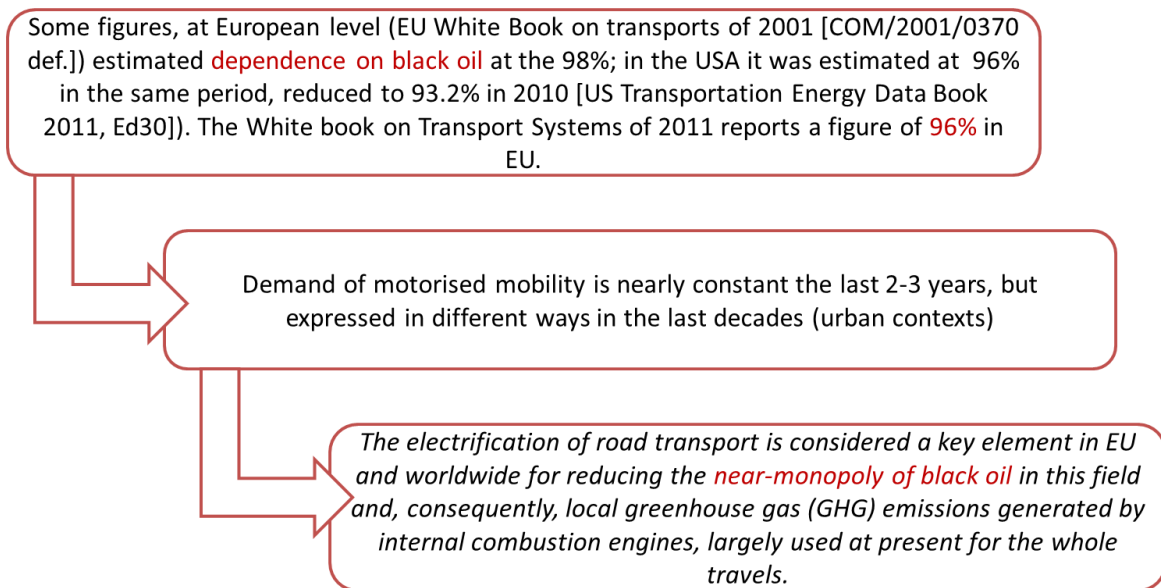 Some figures, at European level (EU White Book on transports of 2001 [COM/2001/0370
def.]) estimated dependence on black oil at the 98%; in the USA it was estimated at 96%
in the same period, reduced to 93.2% in 2010 [US Transportation Energy Data Book
2011, Ed30]). The White book on Transport Systems of 2011 reports a figure of 96% in
EU.
Demand of motorised mobility is nearly constant the last 2-3 years, but
expressed in different ways in the last decades (urban contexts)
The electrification of road transport is considered a key element in EU
and worldwide for reducing the near-monopoly of black oil in this field
and, consequently, local greenhouse gas (GHG) emissions generated by
internal combustion engines, largely used at present for the whole
travels.